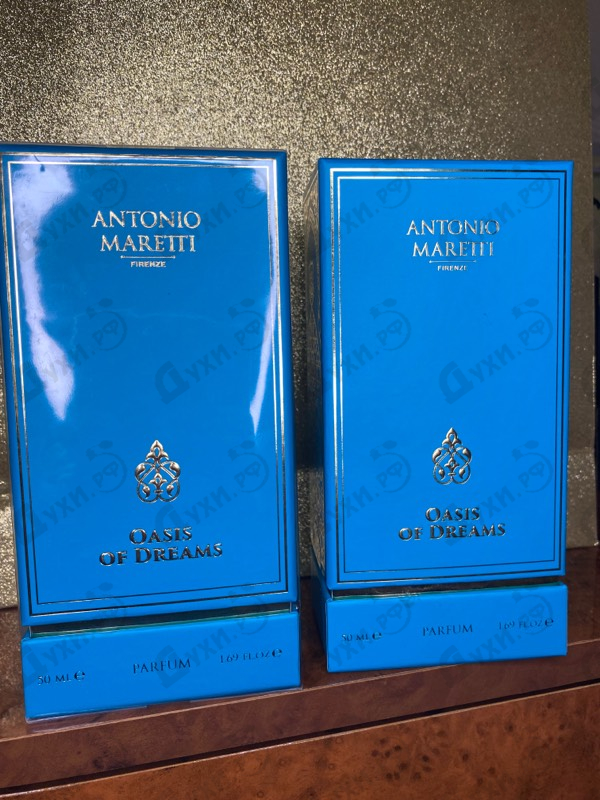 ANTONIO
MARETTI
FIRENZE
OASIS
OF DREAMS
50 ML e
PARFUM
1.69 FL.OZ e
ANTONIO
MARETTI
FIRENZE
OASIS
OF DREAMS
50 ML e
PARFUM
1.69 FL.OZ e
Духи.рф